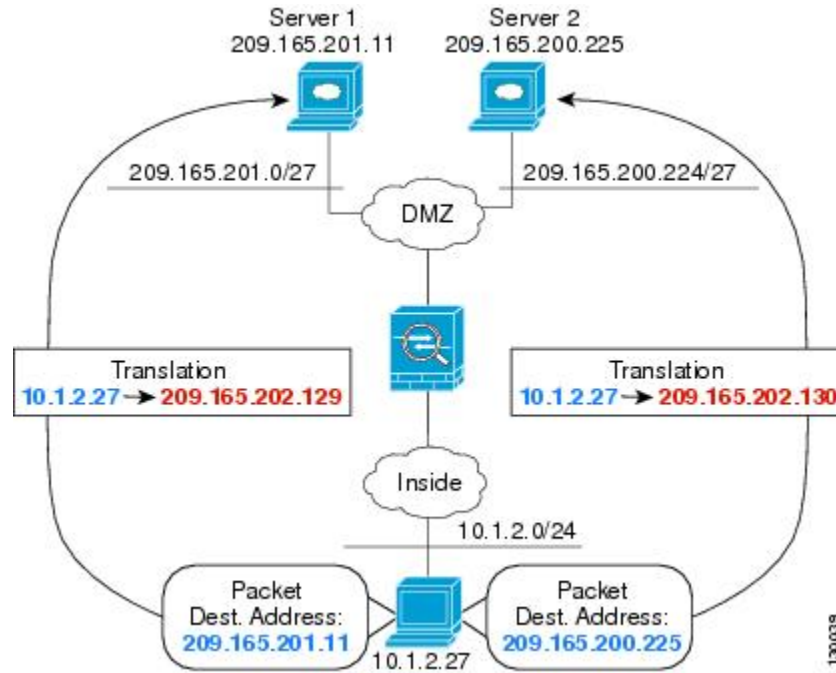 Server 1
209.165.201.11
Server 2
209.165.200.225
209.165.201.0/27
209.165.200.224/27
DMZ
Translation
10.1.2.27 → 209.165.202.129
Translation
10.1.2.27 → 209.165.202.130
Inside
10.1.2.0/24
Packet
Dest. Address:
209.165.201.11
Packet
Dest. Address:
209.165.200.225
10.1.2.27
130039